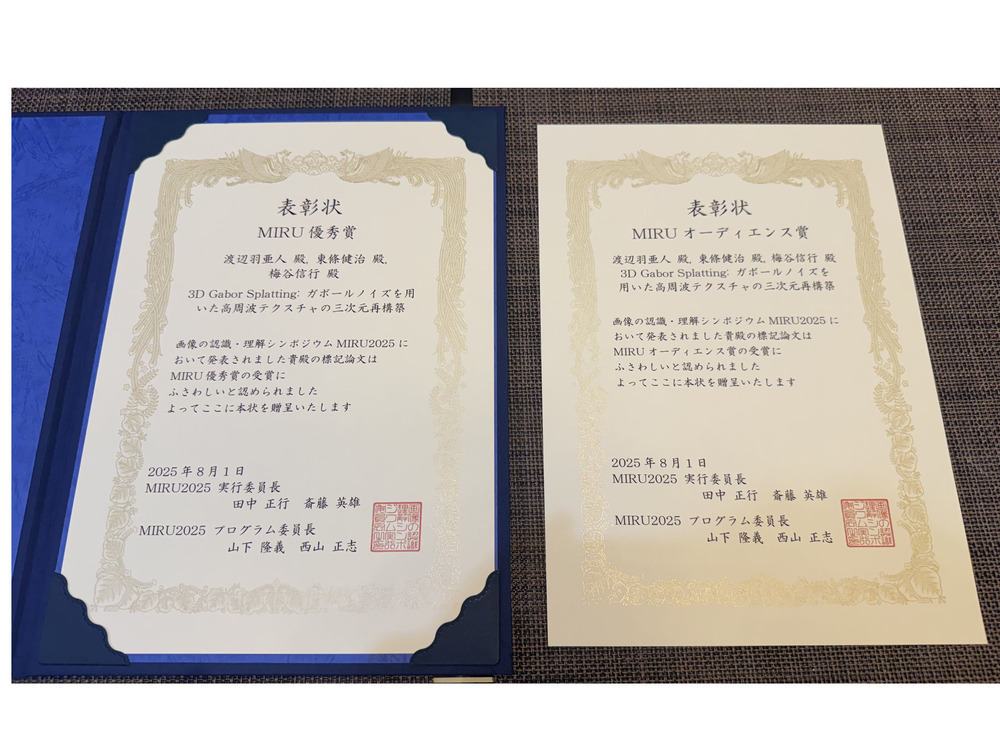 表彰状
MIRU 優秀賞
渡辺羽亜人 殿, 東條健治 殿,
梅谷信行 殿
3D Gabor Splatting: ガボールノイズを用
いた高周波テクスチャの三次元再構築
画像の認識・理解シンポジウム MIRU2025 に
おいて発表されました貴殿の標記論文は
MIRU 優秀賞の受賞に
ふさわしいと認められました
よってここに本状を贈呈いたします
2025 年 8 月 1 日
MIRU2025 実行委員長
田中 正行 斎藤 英雄
MIRU2025 プログラム委員長
山下 隆義 西山 正志
表彰状
MIRU オーディエンス賞
渡辺羽亜人 殿, 東條健治 殿, 梅谷信行 殿
3D Gabor Splatting: ガボールノイズを
用いた高周波テクスチャの三次元再構築
画像の認識・理解シンポジウム MIRU2025 に
おいて発表されました貴殿の標記論文は
MIRU オーディエンス賞の受賞に
ふさわしいと認められました
よってここに本状を贈呈いたします
2025 年 8 月 1 日
MIRU2025 実行委員長
田中 正行 斎藤 英雄
MIRU2025 プログラム委員長
山下 隆義 西山 正志